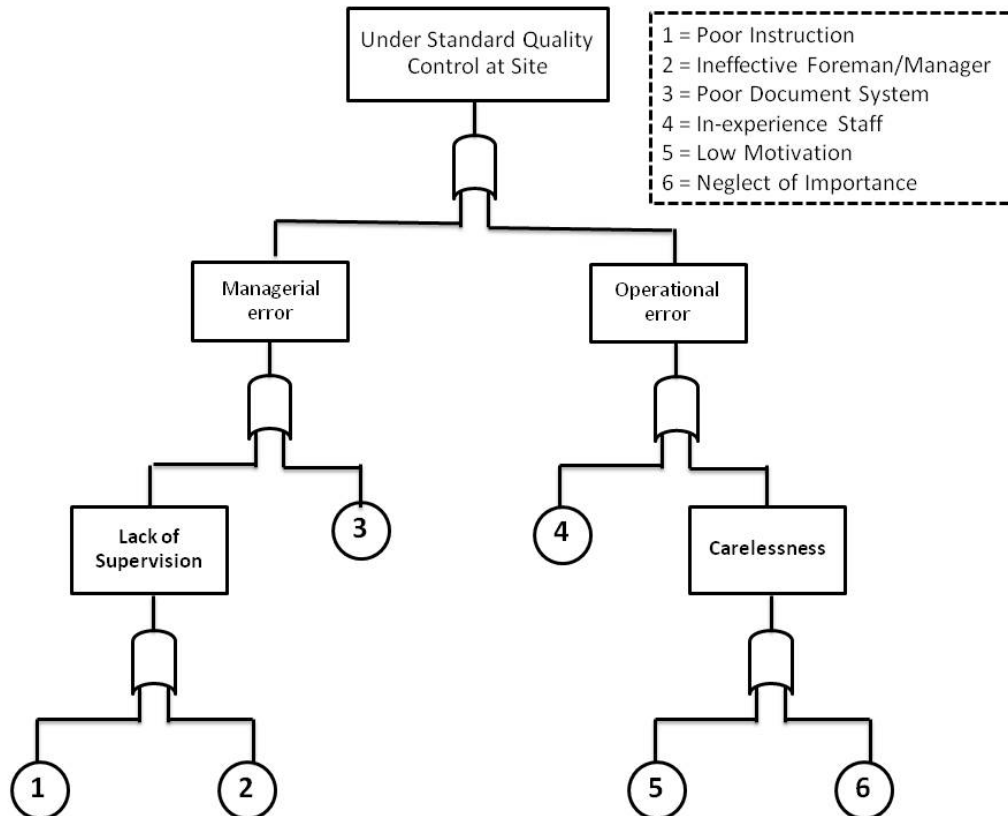 Under Standard Quality
Control at Site
1 = Poor Instruction
2 = Ineffective Foreman/Manager
3 = Poor Document System
4 = In-experience Staff
5 = Low Motivation
6 = Neglect of Importance
Managerial
error
Operational
error
Lack of
Supervision
3
4
Carelessness
1
2
5
6